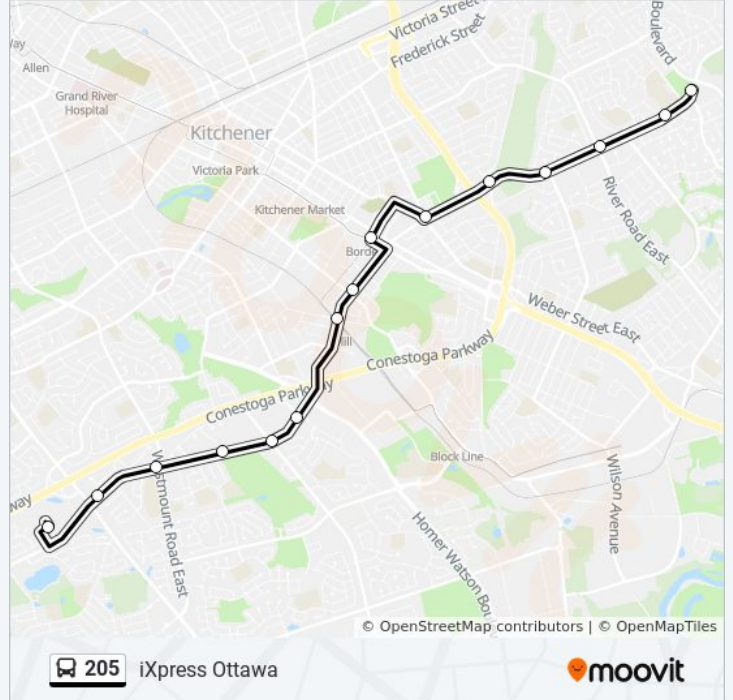 Victoria Street
Boulevard
Frederick Street
Allen
Grand River
Hospital
Kitchener
Victoria Park
Kitchener Market
River Road East
Weber Street East
Conestoga Parkway
Conestoga Parkway
Westmount Road East
Block Line
Wilson Avenue
Homer Watson
© OpenStreetMap contributors | © OpenMapTiles
205 iXpress Ottawa
moovit